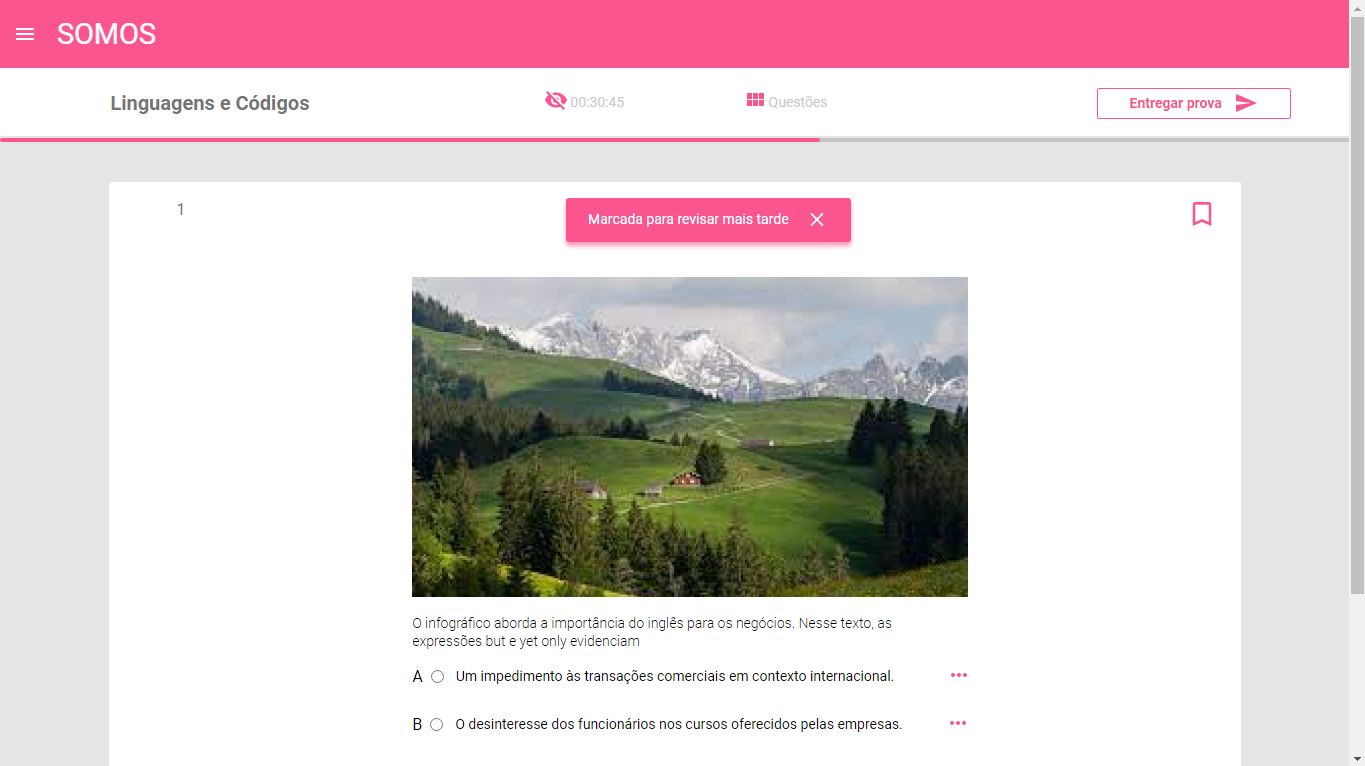 SOMOS
Linguagens e Códigos
00:30:45
Questões
Entregar prova
1
Marcada para revisar mais tarde
O infográfico aborda a importância do inglês para os negócios. Nesse texto, as
expressões but e yet only evidenciam
A Um impedimento às transações comerciais em contexto internacional.
B O desinteresse dos funcionários nos cursos oferecidos pelas empresas.